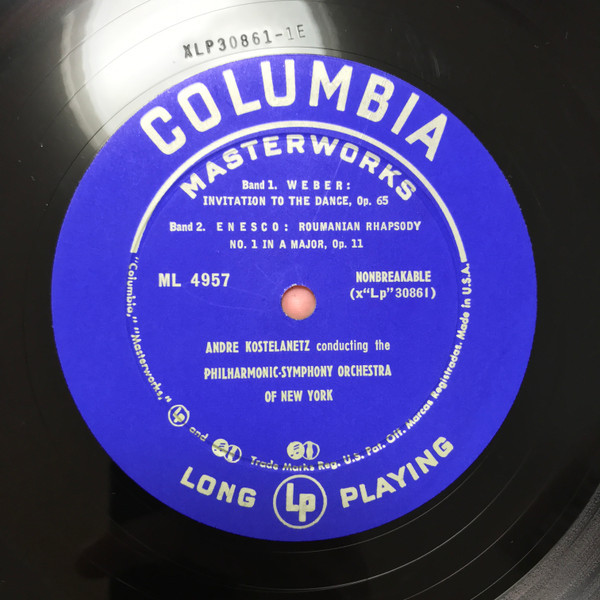 XLP30861-1E
COLUMBIA
MASTERWORKS
Band 1. WEBER:
INVITATION TO THE DANCE, Op. 65
Band 2. ENESCO: ROUMANIAN RHAPSODY
NO. 1 IN A MAJOR, Op. 11
ML 4957
NONBREAKABLE
(x“Lp”30861)
ANDRE KOSTELANETZ conducting the
PHILHARMONIC-SYMPHONY ORCHESTRA
OF NEW YORK
“Columbia,” “Masterworks,” Lp and Trade Marks Reg. U.S. Pat. Off. Marcas Registradas. Made in U.S.A.
LONG Lp PLAYING